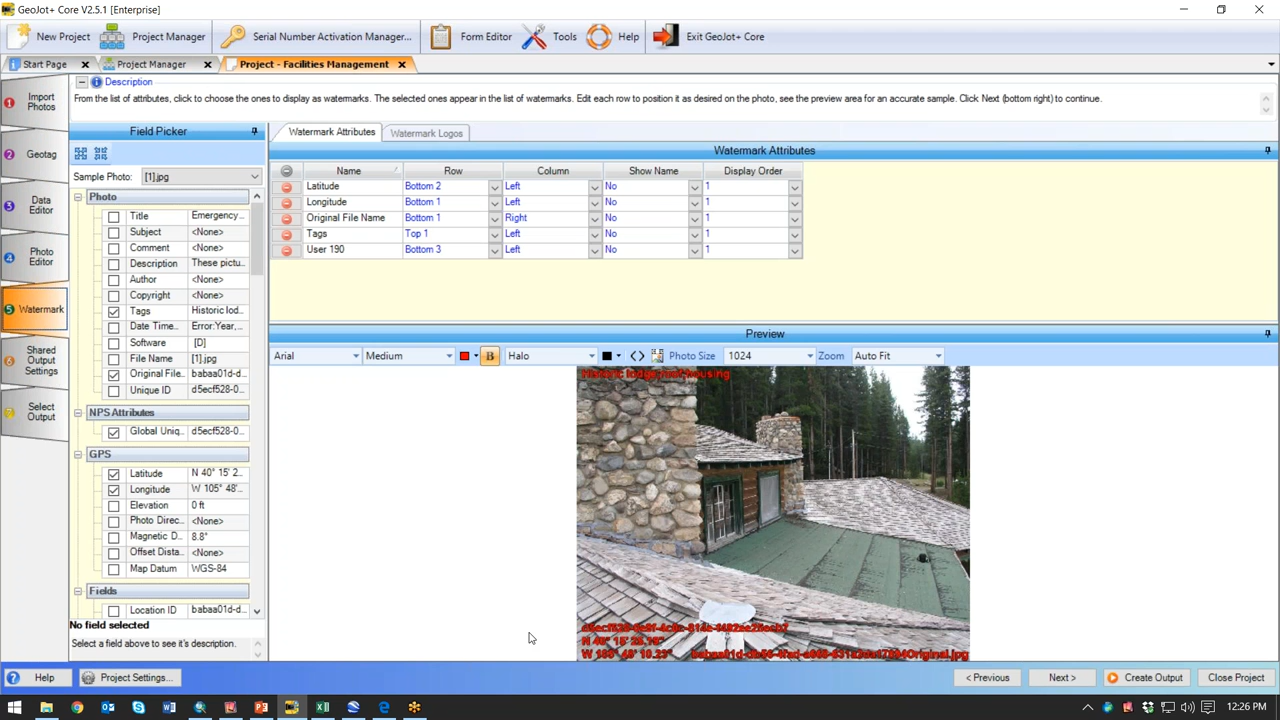 GeoJot+ Core V2.5.1 [Enterprise]
New Project
Project Manager
Serial Number Activation Manager...
Form Editor
Tools
Help
Exit GeoJot+ Core
Start Page
Project Manager
Project - Facilities Management
Description
From the list of attributes, click to choose the ones to display as watermarks. The selected ones appear in the list of watermarks. Edit each row to position it as desired on the photo, see the preview area for an accurate sample. Click Next (bottom right) to continue.
1 Import Photos
2 Geotag
3 Data Editor
4 Photo Editor
5 Watermark
6 Shared Output Settings
Select Output
Field Picker
Sample Photo: [1].jpg
Photo
Title Emergency...
Subject <None>
Comment <None>
Description These pictu...
Author <None>
Copyright <None>
Tags Historic lod...
Date Time... Error:Year,...
Software [D]
File Name [1].jpg
Original File... babaa01d-d...
Unique ID d5ecf528-0...
NPS Attributes
Global Uniq... d5ecf528-0...
GPS
Latitude N 40° 15' 2...
Longitude W 105° 48'...
Elevation 0 ft
Photo Direc... <None>
Magnetic D... 8.8°
Offset Dista... <None>
Map Datum WGS-84
Fields
Location ID babaa01d-d...
No field selected
Select a field above to see it's description.
Watermark Attributes
Watermark Logos
Watermark Attributes
Name Row Column Show Name Display Order
Latitude Bottom 2 Left No 1
Longitude Bottom 1 Left No 1
Original File Name Bottom 1 Right No 1
Tags Top 1 Left No 1
User 190 Bottom 3 Left No 1
Preview
Arial Medium B Halo Photo Size 1024 Zoom Auto Fit
Help
Project Settings...
< Previous
Next >
Create Output
Close Project
12:26 PM